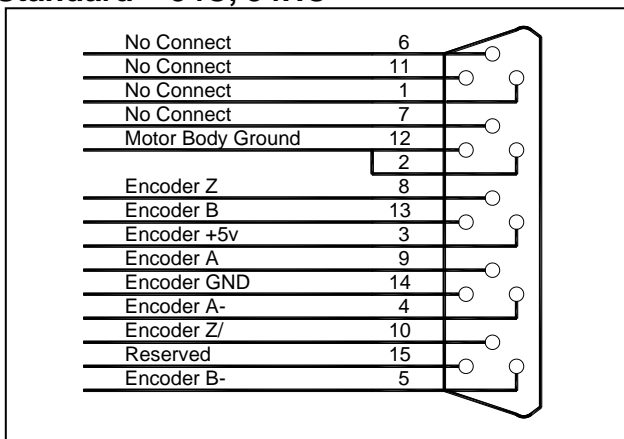 No Connect 6
No Connect 11
No Connect 1
No Connect 7
Motor Body Ground 12
2
Encoder Z 8
Encoder B 13
Encoder +5v 3
Encoder A 9
Encoder GND 14
Encoder A- 4
Encoder Z/ 10
Reserved 15
Encoder B- 5